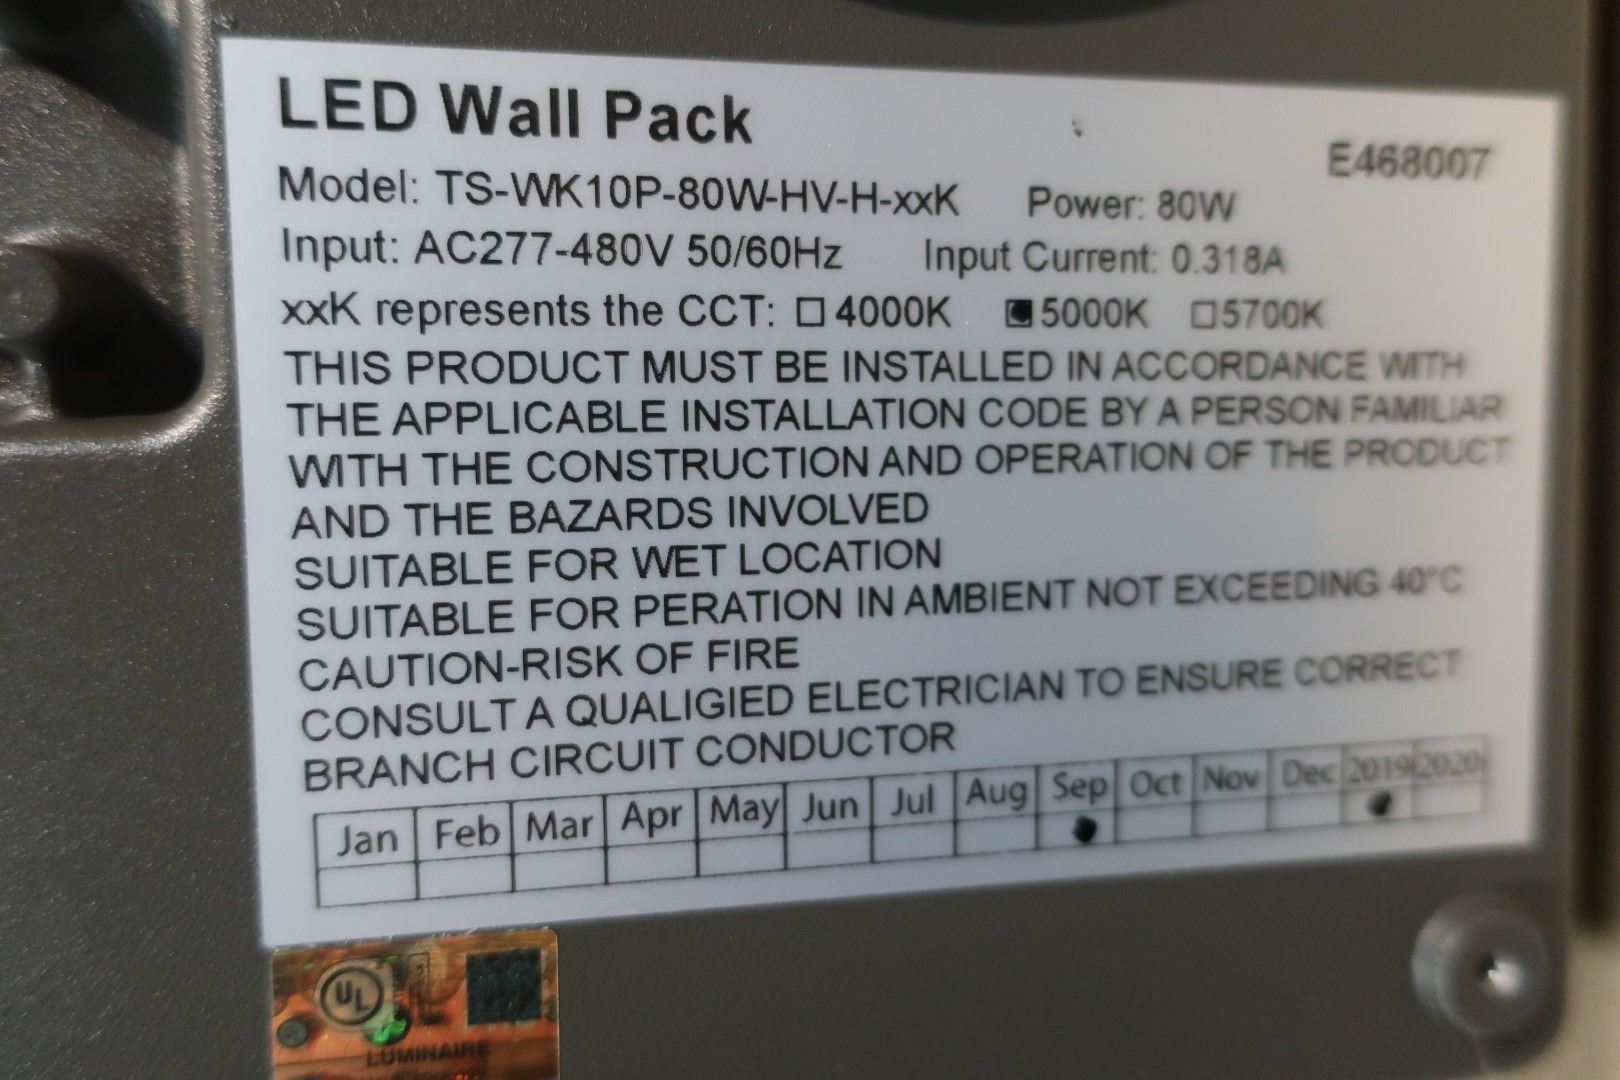 LED Wall Pack
E468007
Model: TS-WK10P-80W-HV-H-xxK Power: 80W
Input: AC277-480V 50/60Hz Input Current: 0.318A
xxK represents the CCT: □ 4000K ■ 5000K □ 5700K
THIS PRODUCT MUST BE INSTALLED IN ACCORDANCE WITH
THE APPLICABLE INSTALLATION CODE BY A PERSON FAMILIAR
WITH THE CONSTRUCTION AND OPERATION OF THE PRODUCT
AND THE BAZARDS INVOLVED
SUITABLE FOR WET LOCATION
SUITABLE FOR PERATION IN AMBIENT NOT EXCEEDING 40°C
CAUTION-RISK OF FIRE
CONSULT A QUALIGIED ELECTRICIAN TO ENSURE CORRECT
BRANCH CIRCUIT CONDUCTOR
Jan Feb Mar Apr May Jun Jul Aug Sep Oct Nov Dec 2019 2020
UL
LUMINAIRE